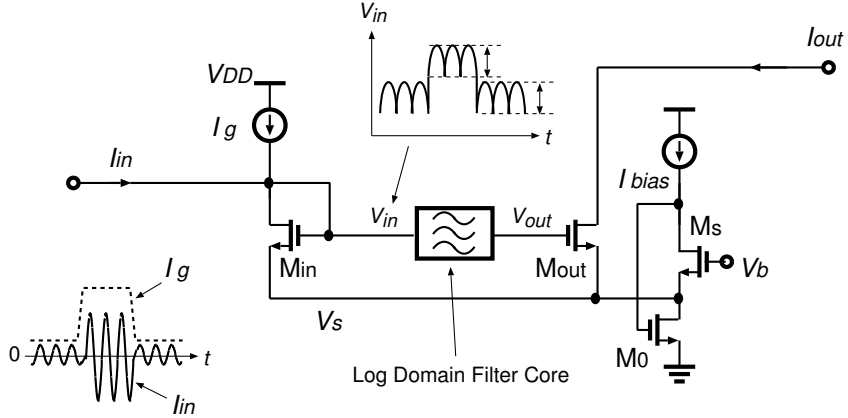 Vin
t
Iout
VDD
Ig
Iin
Ibias
Vin
Vout
Ms
Min
Mout
Vb
Vs
M0
Ig
0
t
Iin
Log Domain Filter Core